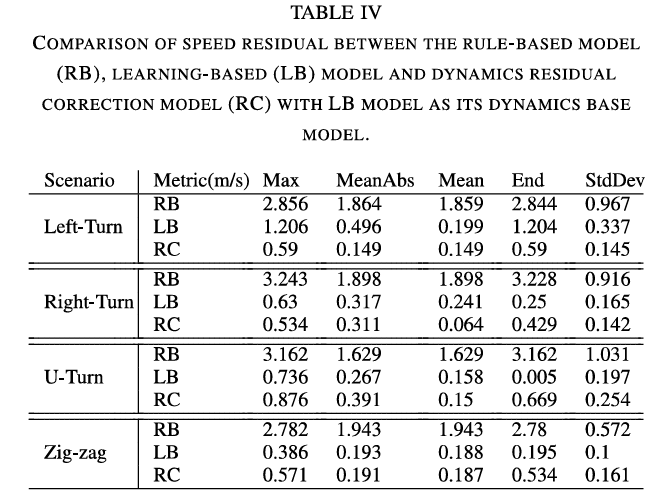 TABLE IV
COMPARISON OF SPEED RESIDUAL BETWEEN THE RULE-BASED MODEL
(RB), LEARNING-BASED (LB) MODEL AND DYNAMICS RESIDUAL
CORRECTION MODEL (RC) WITH LB MODEL AS ITS DYNAMICS BASE
MODEL.
Scenario Metric(m/s) Max MeanAbs Mean End StdDev
RB 2.856 1.864 1.859 2.844 0.967
Left-Turn LB 1.206 0.496 0.199 1.204 0.337
RC 0.59 0.149 0.149 0.59 0.145
RB 3.243 1.898 1.898 3.228 0.916
Right-Turn LB 0.63 0.317 0.241 0.25 0.165
RC 0.534 0.311 0.064 0.429 0.142
RB 3.162 1.629 1.629 3.162 1.031
U-Turn LB 0.736 0.267 0.158 0.005 0.197
RC 0.876 0.391 0.15 0.669 0.254
RB 2.782 1.943 1.943 2.78 0.572
Zig-zag LB 0.386 0.193 0.188 0.195 0.1
RC 0.571 0.191 0.187 0.534 0.161